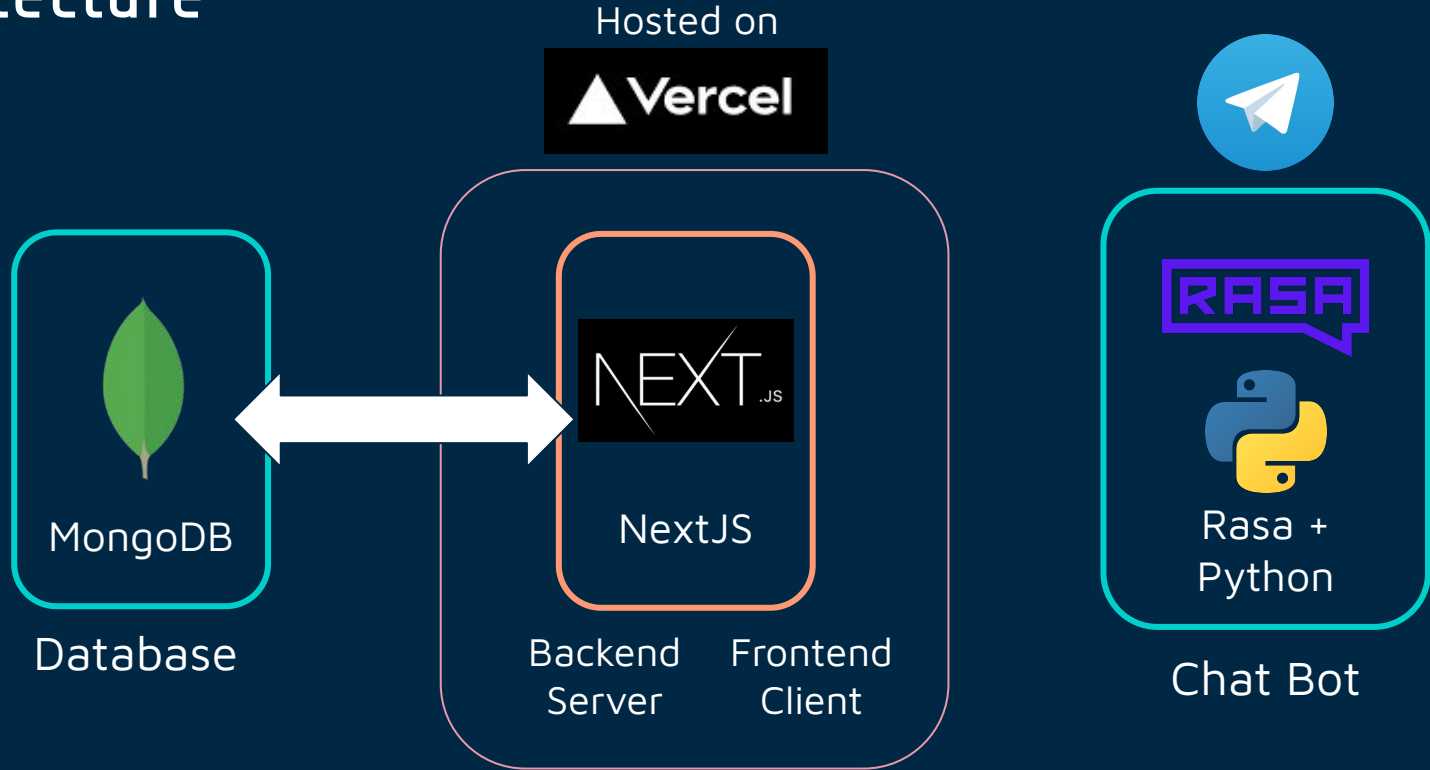 Hosted on
Vercel
NEXT.JS
RASA
MongoDB
NextJS
Rasa +
Python
Database
Backend
Server
Frontend
Client
Chat Bot